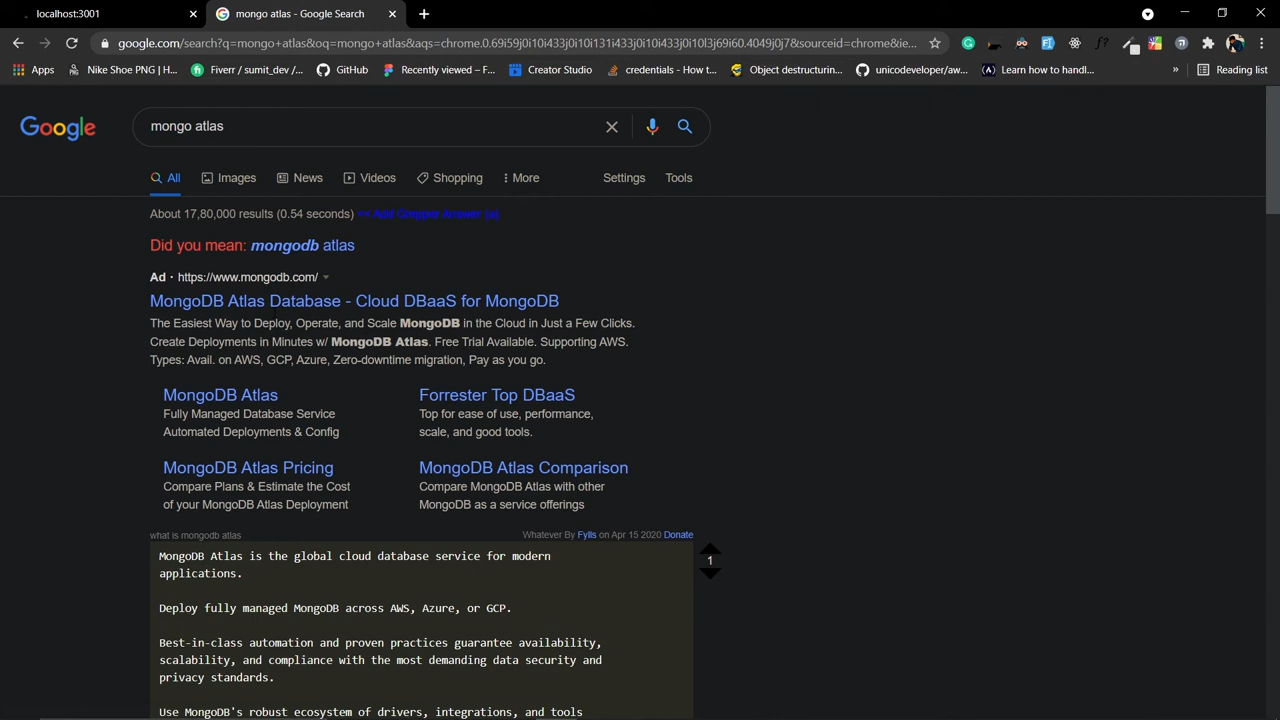 localhost:3001
mongo atlas - Google Search
google.com/search?q=mongo+atlas&oq=mongo+atlas&aqs=chrome.0.69i59j0i10i433j0i10i131i433j0i10i433j0i10l3j69i60.4049j0j7&sourceid=chrome&ie...
Apps
Nike Shoe PNG | H...
Fiverr / sumit_dev /...
GitHub
Recently viewed – F...
Creator Studio
credentials - How t...
Object destructurin...
unicodeveloper/aw...
Learn how to handl...
»
Reading list
Google
mongo atlas
All
Images
News
Videos
Shopping
More
Settings
Tools
About 17,80,000 results (0.54 seconds) << Add Grepper Answer (a)
Did you mean: mongodb atlas
Ad · https://www.mongodb.com/
MongoDB Atlas Database - Cloud DBaaS for MongoDB
The Easiest Way to Deploy, Operate, and Scale MongoDB in the Cloud in Just a Few Clicks.
Create Deployments in Minutes w/ MongoDB Atlas. Free Trial Available. Supporting AWS.
Types: Avail. on AWS, GCP, Azure, Zero-downtime migration, Pay as you go.
MongoDB Atlas
Fully Managed Database Service
Automated Deployments & Config
Forrester Top DBaaS
Top for ease of use, performance,
scale, and good tools.
MongoDB Atlas Pricing
Compare Plans & Estimate the Cost
of your MongoDB Atlas Deployment
MongoDB Atlas Comparison
Compare MongoDB Atlas with other
MongoDB as a service offerings
what is mongodb atlas
Whatever By Fylls on Apr 15 2020 Donate
MongoDB Atlas is the global cloud database service for modern
applications.
Deploy fully managed MongoDB across AWS, Azure, or GCP.
Best-in-class automation and proven practices guarantee availability,
scalability, and compliance with the most demanding data security and
privacy standards.
Use MongoDB's robust ecosystem of drivers, integrations, and tools
1